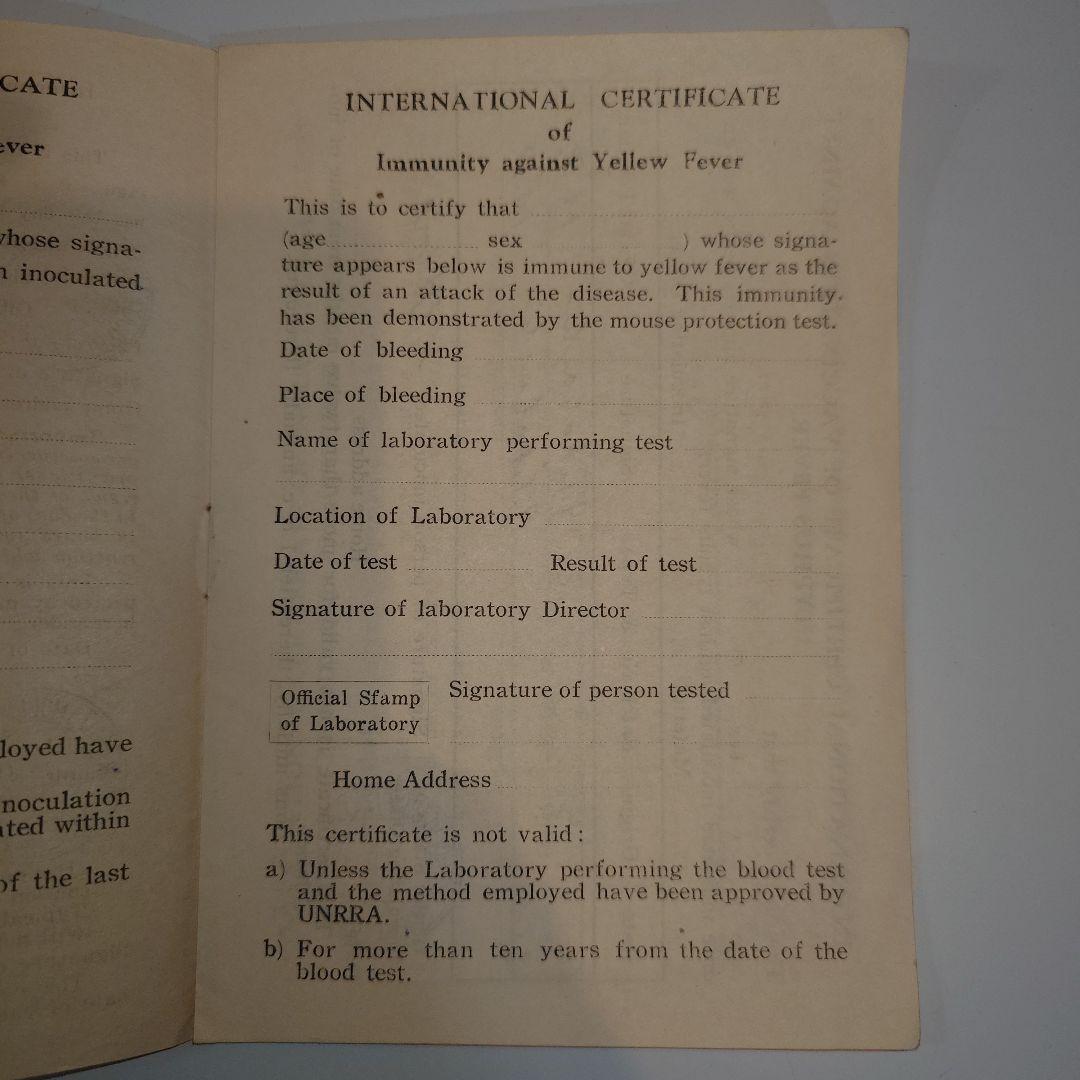 CATE
ever
whose signa-
n inoculated
loyed have
noculation
ated within
of the last
INTERNATIONAL CERTIFICATE
of
Immunity against Yellew Fever
This is to certify that
(age sex ) whose signa-
ture appears below is immune to yellow fever as the
result of an attack of the disease. This immunity
has been demonstrated by the mouse protection test.
Date of bleeding
Place of bleeding
Name of laboratory performing test
Location of Laboratory
Date of test Result of test
Signature of laboratory Director
Official Sfamp
of Laboratory
Signature of person tested
Home Address
This certificate is not valid :
a) Unless the Laboratory performing the blood test
and the method employed have been approved by
UNRRA.
b) For more than ten years from the date of the
blood test.